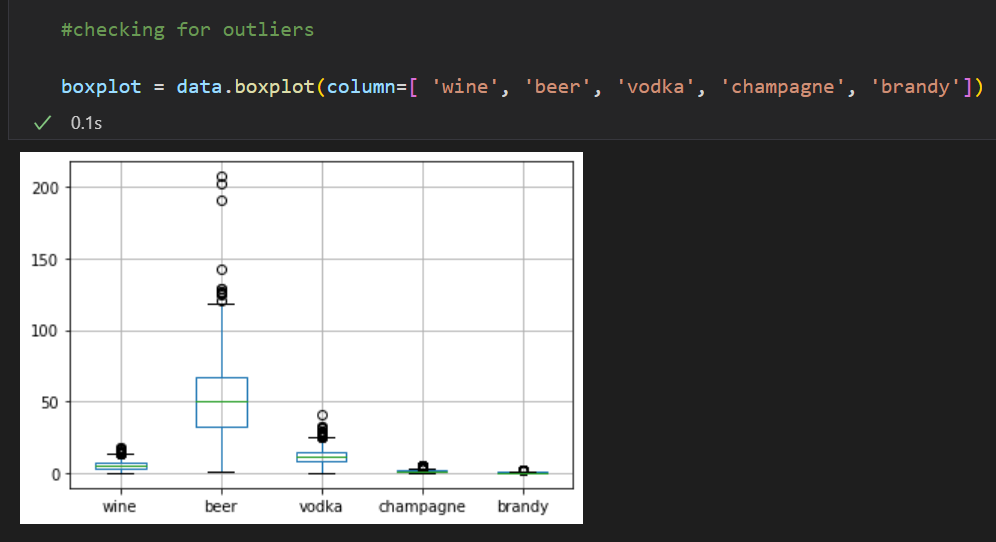 #checking for outliers
boxplot = data.boxplot(column=[ 'wine', 'beer', 'vodka', 'champagne', 'brandy'])
0.1s
200
150
100
50
0
wine beer vodka champagne brandy